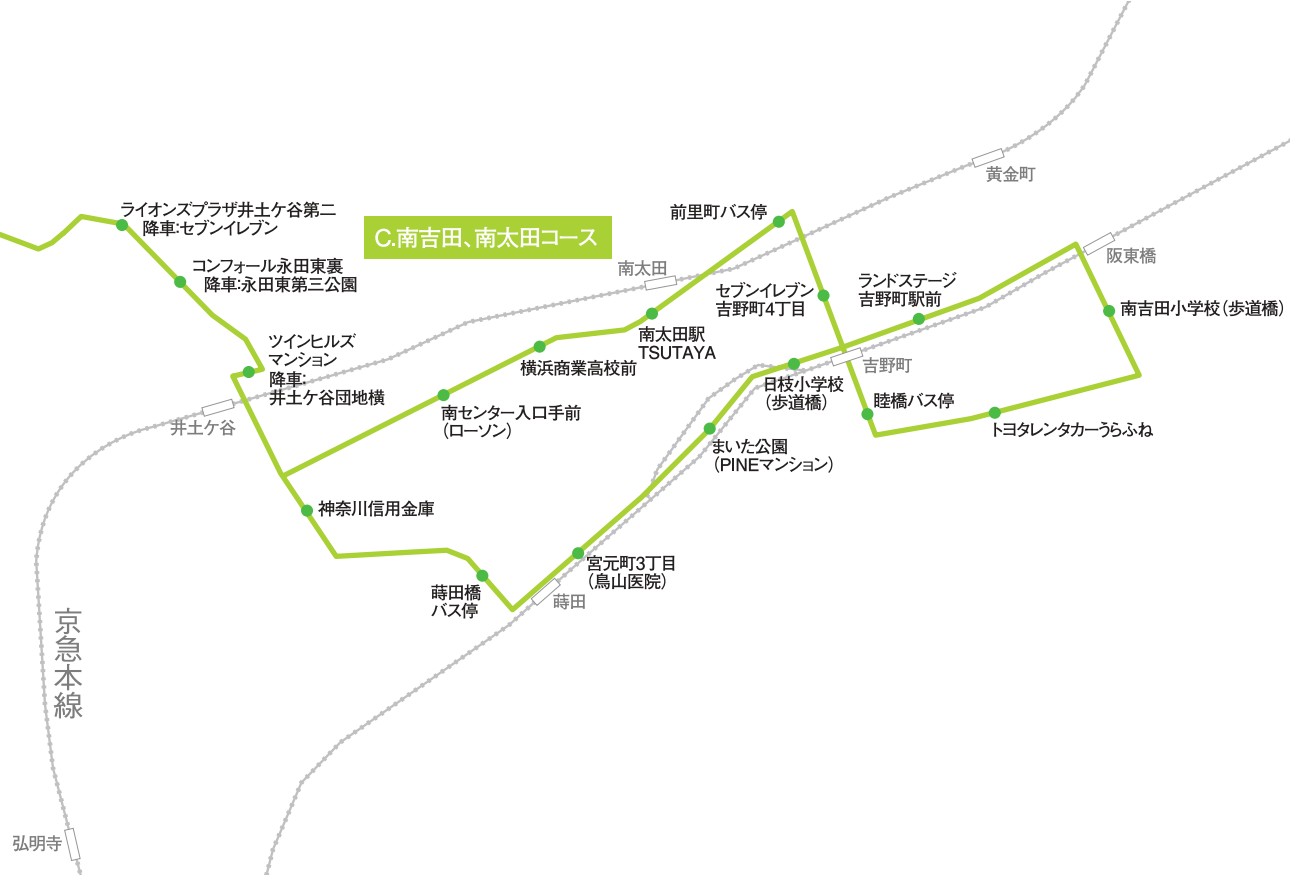 黄金町
ライオンズプラザ井土ケ谷第二
降車:セブンイレブン
前里町バス停
C.南吉田、南太田コース
阪東橋
コンフォール永田東裏
降車:永田東第三公園
南太田
セブンイレブン
吉野町4丁目
ランドステージ
吉野町駅前
南吉田小学校(歩道橋)
ツインヒルズ
マンション
降車:
井土ケ谷団地横
南太田駅
TSUTAYA
横浜商業高校前
吉野町
日枝小学校
(歩道橋)
睦橋バス停
井土ケ谷
南センター入口手前
(ローソン)
トヨタレンタカーうらふね
まいた公園
(PINEマンション)
神奈川信用金庫
宮元町3丁目
(鳥山医院)
蒔田橋
バス停
蒔田
京急本線
弘明寺